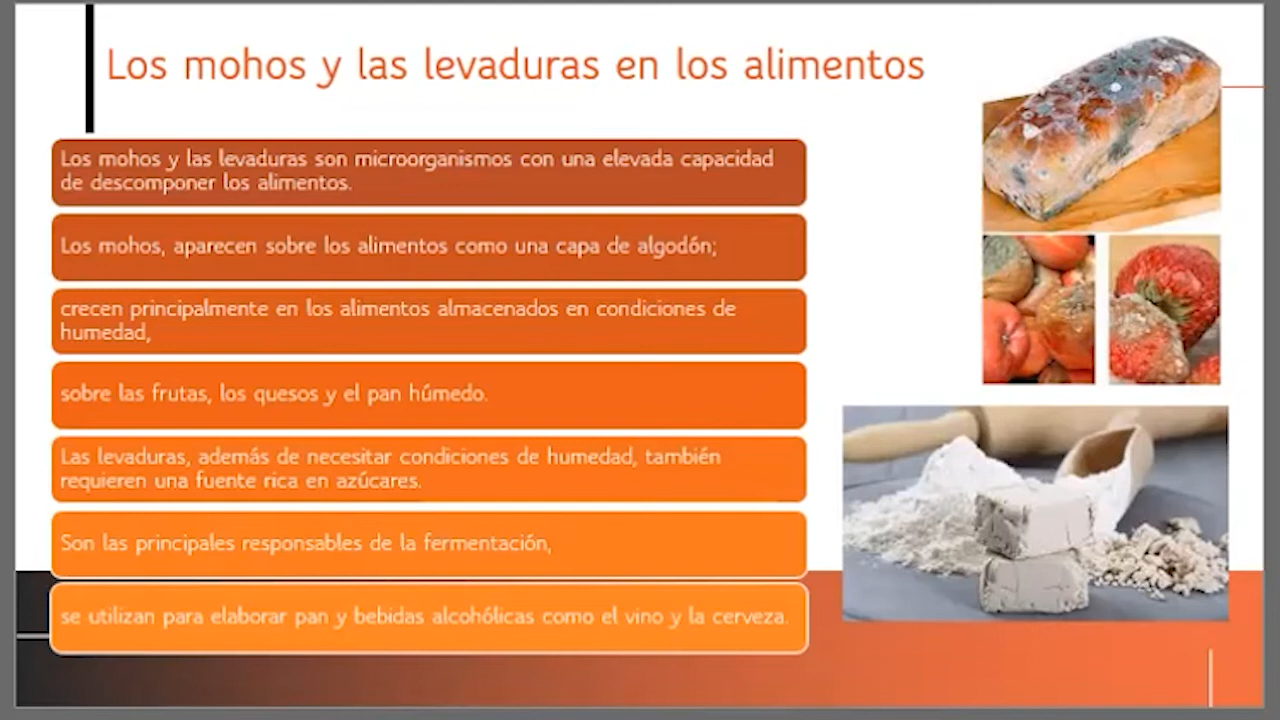 Los mohos y las levaduras en los alimentos
Los mohos y las levaduras son microorganismos con una elevada capacidad
de descomponer los alimentos.
Los mohos, aparecen sobre los alimentos como una capa de algodón;
crecen principalmente en los alimentos almacenados en condiciones de
humedad,
sobre las frutas, los quesos y el pan húmedo.
Las levaduras, además de necesitar condiciones de humedad, también
requieren una fuente rica en azúcares.
Son las principales responsables de la fermentación,
se utilizan para elaborar pan y bebidas alcohólicas como el vino y la cerveza.